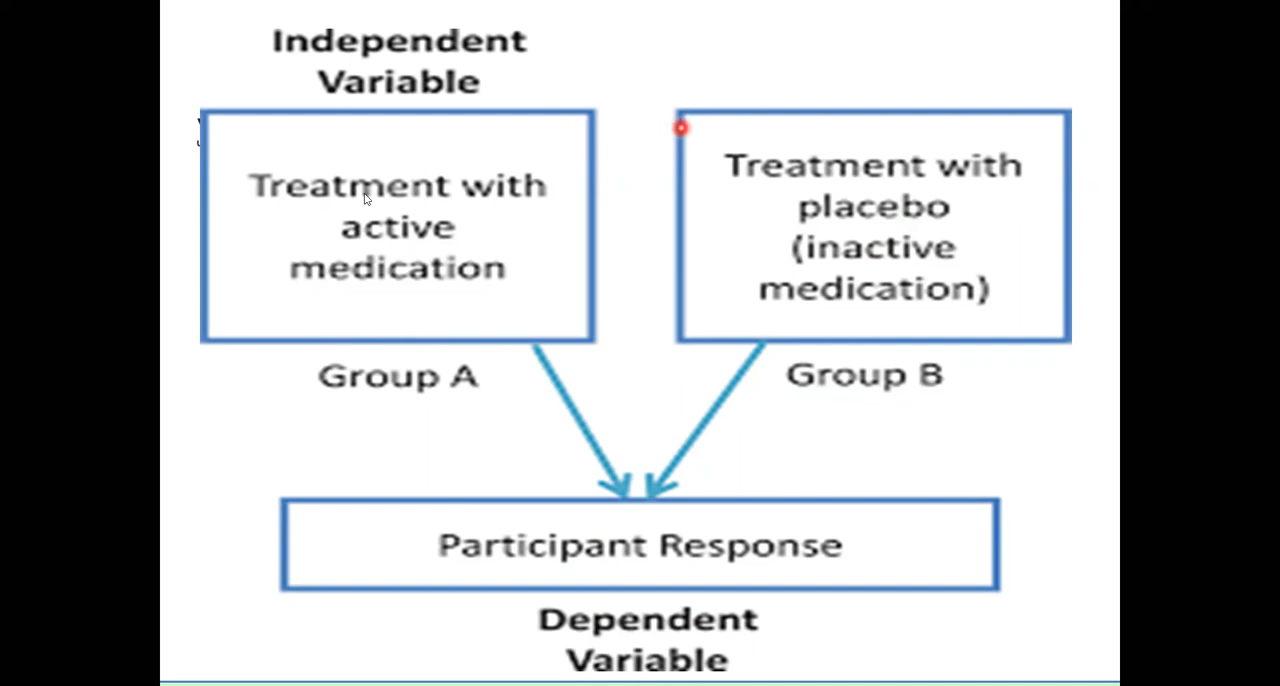 Independent
Variable
Treatment with
active
medication
Treatment with
placebo
(inactive
medication)
Group A
Group B
Participant Response
Dependent
Variable